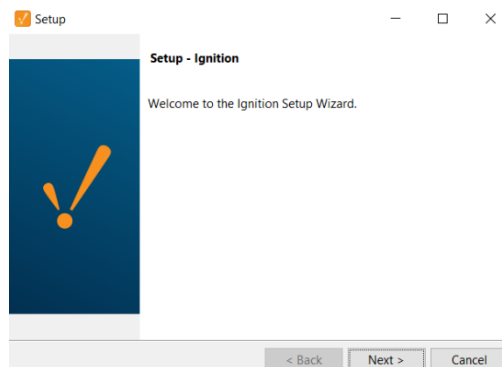 Setup
Setup - Ignition
Welcome to the Ignition Setup Wizard.
< Back Next > Cancel